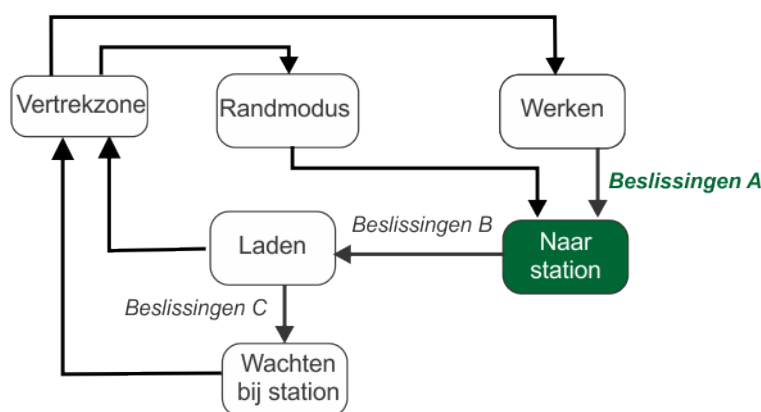 Vertrekzone
Randmodus
Werken
Beslissingen A
Beslissingen B
Naar
station
Laden
Beslissingen C
Wachten
bij station